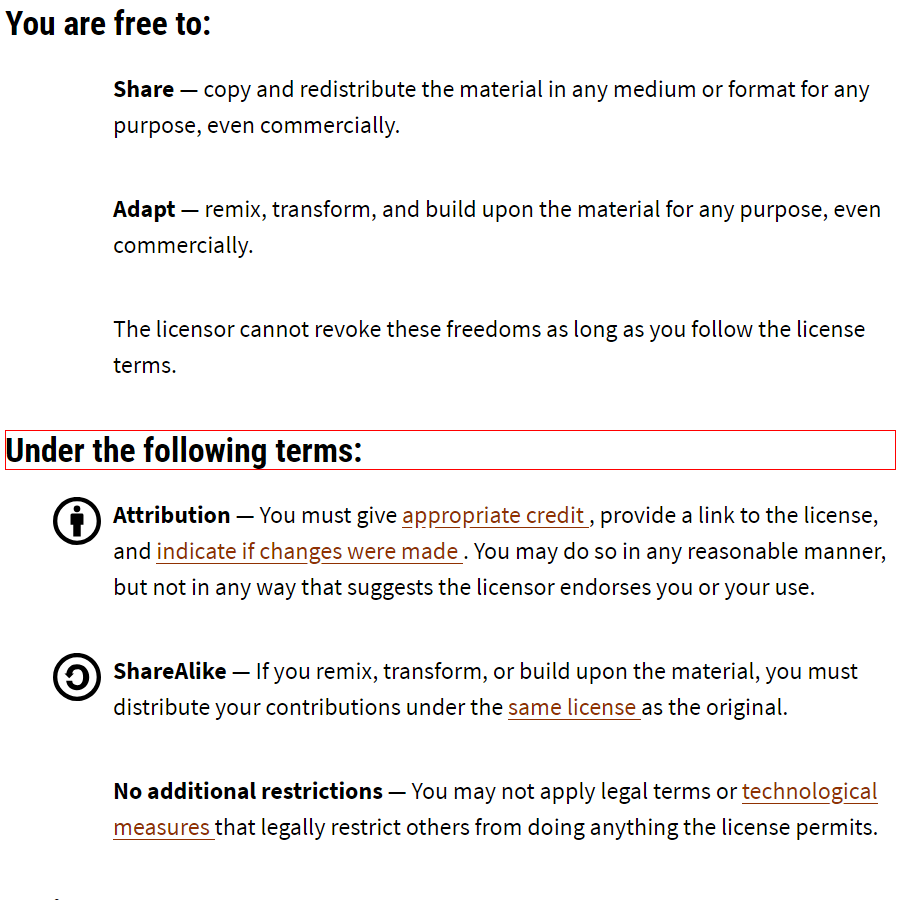 You are free to:
Share — copy and redistribute the material in any medium or format for any
purpose, even commercially.
Adapt — remix, transform, and build upon the material for any purpose, even
commercially.
The licensor cannot revoke these freedoms as long as you follow the license
terms.
Under the following terms:
Attribution — You must give appropriate credit , provide a link to the license,
and indicate if changes were made . You may do so in any reasonable manner,
but not in any way that suggests the licensor endorses you or your use.
ShareAlike — If you remix, transform, or build upon the material, you must
distribute your contributions under the same license as the original.
No additional restrictions — You may not apply legal terms or technological
measures that legally restrict others from doing anything the license permits.